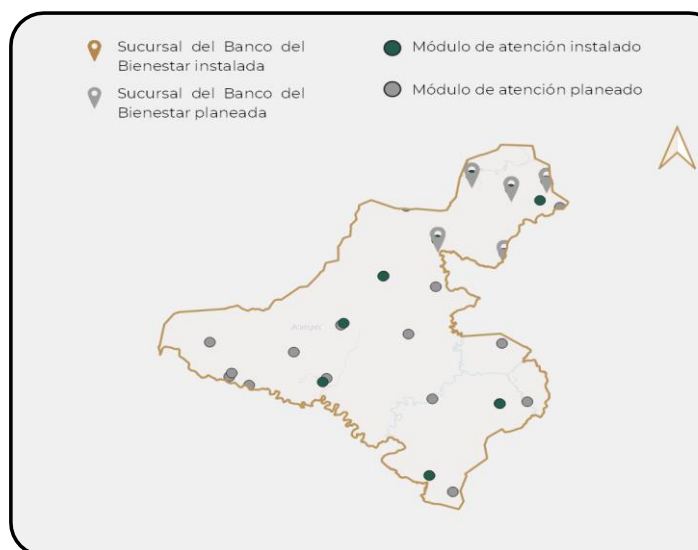 Sucursal del Banco del
Bienestar instalada
Sucursal del Banco del
Bienestar planeada
Módulo de atención instalado
Módulo de atención planeado